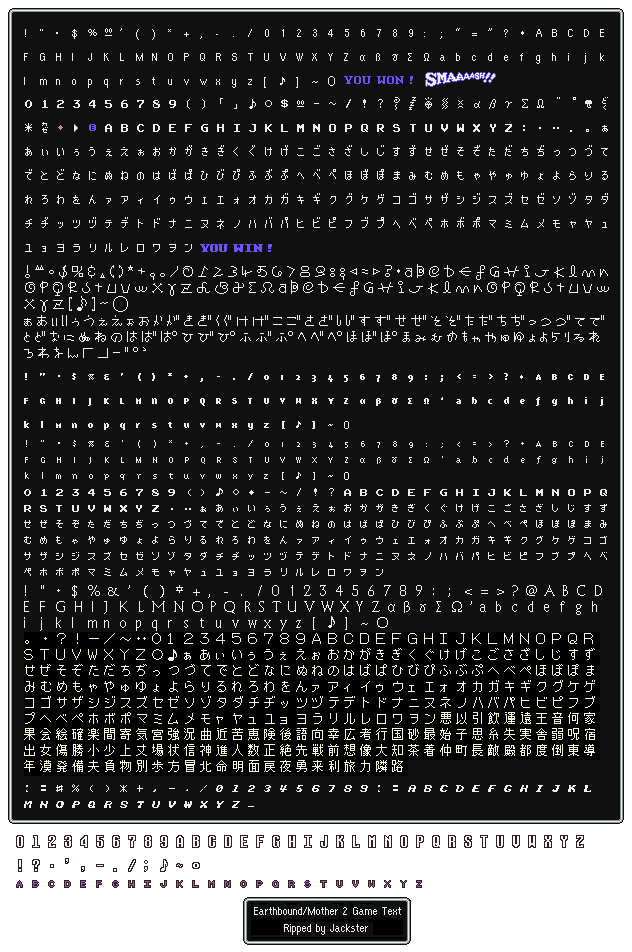 ! " · $ % ' ( ) * + , - . / 0 1 2 3 4 5 6 7 8 9 : ; “ = ” ? • A B C D E
F G H I J K L M N O P Q R S T U V W X Y Z α β γ Σ Ω a b c d e f g h i j k
l m n o p q r s t u v w x y z [ ♪ ] ~ ○ YOU WON! SMAAAASH!!
0 1 2 3 4 5 6 7 8 9 ( ) 「 」 ♪ ○ $ - ~ / ! ? α β γ Σ Ω
A B C D E F G H I J K L M N O P Q R S T U V W X Y Z : · ‥ . 。 ぁ
あ ぃ い ぅ う ぇ え ぉ お か が き ぎ く ぐ け げ こ ご さ ざ し じ す ず せ ぜ そ ぞ た だ ち ぢ っ つ づ て
で と ど な に ぬ ね の は ば ぱ ひ び ぴ ふ ぶ ぷ へ べ ぺ ほ ぼ ぽ ま み む め も ゃ や ゅ ゆ ょ よ ら り る
れ ろ わ を ん ァ ア ィ イ ゥ ウ ェ エ ォ オ カ ガ キ ギ ク グ ケ ゲ コ ゴ サ ザ シ ジ ス ズ セ ゼ ソ ゾ タ ダ
チ ヂ ッ ツ ヅ テ デ ト ド ナ ニ ヌ ネ ノ ハ バ パ ヒ ビ ピ フ ブ プ ヘ ベ ペ ホ ボ ポ マ ミ ム メ モ ャ ヤ ュ
ユ ョ ヨ ラ リ ル レ ロ ワ ヲ ン YOU WIN!
ぁ あ ぃ い ぅ う ぇ え ぉ お か が き ぎ く ぐ け げ こ ご さ ざ し じ す ず せ ぜ そ ぞ た だ ち ぢ っ つ づ て で
と ど な に ぬ ね の は ば ぱ ひ び ぴ ふ ぶ ぷ へ べ ぺ ほ ぼ ぽ ま み む め も ゃ や ゅ ゆ ょ よ ら り る れ
! " · $ % £ ' ( ) * + , - . / 0 1 2 3 4 5 6 7 8 9 : ; < = > ? • A B C D E
F G H I J K L M N O P Q R S T U V W X Y Z α β γ Σ Ω ' a b c d e f g h i j
k l m n o p q r s t u v w x y z [ ♪ ] ~ ○
! " · $ % £ ' ( ) * + , - . / 0 1 2 3 4 5 6 7 8 9 : ; < = > ? • A B C D E
F G H I J K L M N O P Q R S T U V W X Y Z α β γ Σ Ω ' a b c d e f g h i j
k l m n o p q r s t u v w x y z [ ♪ ] ~ ○
0 1 2 3 4 5 6 7 8 9 ( ) ♪ ◇ ◆ - ~ / ! ? A B C D E F G H I J K L M N O P Q
R S T U V W X Y Z · ‥ ぁ あ ぃ い ぅ う ぇ え ぉ お か が き ぎ く ぐ け げ こ ご さ ざ し じ す ず
せ ぜ そ ぞ た だ ち ぢ っ つ づ て で と ど な に ぬ ね の は ば ぱ ひ び ぴ ふ ぶ ぷ へ べ ぺ ほ ぼ ぽ ま み
む め も ゃ や ゅ ゆ ょ よ ら り る れ ろ わ を ん ァ ア ィ イ ゥ ウ ェ エ ォ オ カ ガ キ ギ ク グ ケ ゲ コ ゴ
サ ザ シ ジ ス ズ セ ゼ ソ ゾ タ ダ チ ヂ ッ ツ ヅ テ デ ト ド ナ ニ ヌ ネ ノ ハ バ パ ヒ ビ ピ フ ブ プ ヘ ベ
ペ ホ ボ ポ マ ミ ム メ モ ャ ヤ ュ ユ ョ ヨ ラ リ ル レ ロ ワ ヲ ン
! " · $ % & ' ( ) * + , - . / 0 1 2 3 4 5 6 7 8 9 : ; < = > ? @ A B C D
E F G H I J K L M N O P Q R S T U V W X Y Z α β γ Σ Ω ' a b c d e f g h
i j k l m n o p q r s t u v w x y z [ ♪ ] ~ ○
。 · ? ! ー / ~ ‥ 0 1 2 3 4 5 6 7 8 9 A B C D E F G H I J K L M N O P Q R
S T U V W X Y Z ○ ♪ ぁ あ ぃ い ぅ う ぇ え ぉ お か が き ぎ く ぐ け げ こ ご さ ざ し じ す ず
せ ぜ そ ぞ た だ ち ぢ っ つ づ て で と ど な に ぬ ね の は ば ぱ ひ び ぴ ふ ぶ ぷ へ べ ぺ ほ ぼ ぽ ま
み む め も ゃ や ゅ ゆ ょ よ ら り る れ ろ わ を ん ァ ア ィ イ ゥ ウ ェ エ ォ オ カ ガ キ ギ ク グ ケ ゲ
コ ゴ サ ザ シ ジ ス ズ セ ゼ ソ ゾ タ ダ チ ヂ ッ ツ ヅ テ デ ト ド ナ ニ ヌ ネ ノ ハ バ パ ヒ ビ ピ フ ブ
プ ヘ ベ ペ ホ ボ ポ マ ミ ム メ モ ャ ヤ ュ ユ ョ ヨ ラ リ ル レ ロ ワ ヲ ン 悪 以 引 飲 運 遠 王 音 何 家
果 会 絵 確 楽 間 寄 気 宮 強 況 曲 近 苦 恵 険 後 語 向 幸 広 考 行 国 砂 最 始 子 思 糸 失 実 舎 弱 呪 宿
出 女 傷 勝 小 少 上 丈 場 状 信 神 進 人 数 正 絶 先 戦 前 想 像 大 知 茶 着 仲 町 長 敵 殿 都 度 倒 東 導
年 漠 発 備 夫 負 物 別 歩 方 冒 北 命 明 面 戻 夜 勇 来 利 旅 力 隣 路
: = # % ( ) * + , - . / 0 1 2 3 4 5 6 7 8 9 : = A B C D E F G H I J K L
M N O P Q R S T U V W X Y Z _
0 1 2 3 4 5 6 7 8 9 A B C D E F G H I J K L M N O P Q R S T U V W X Y Z
! ? · ' , - . / ; ♪ ~ o
A B C D E F G H I J K L M N O P Q R S T U V W X Y Z
Earthbound/Mother 2 Game Text
Ripped by Jackster